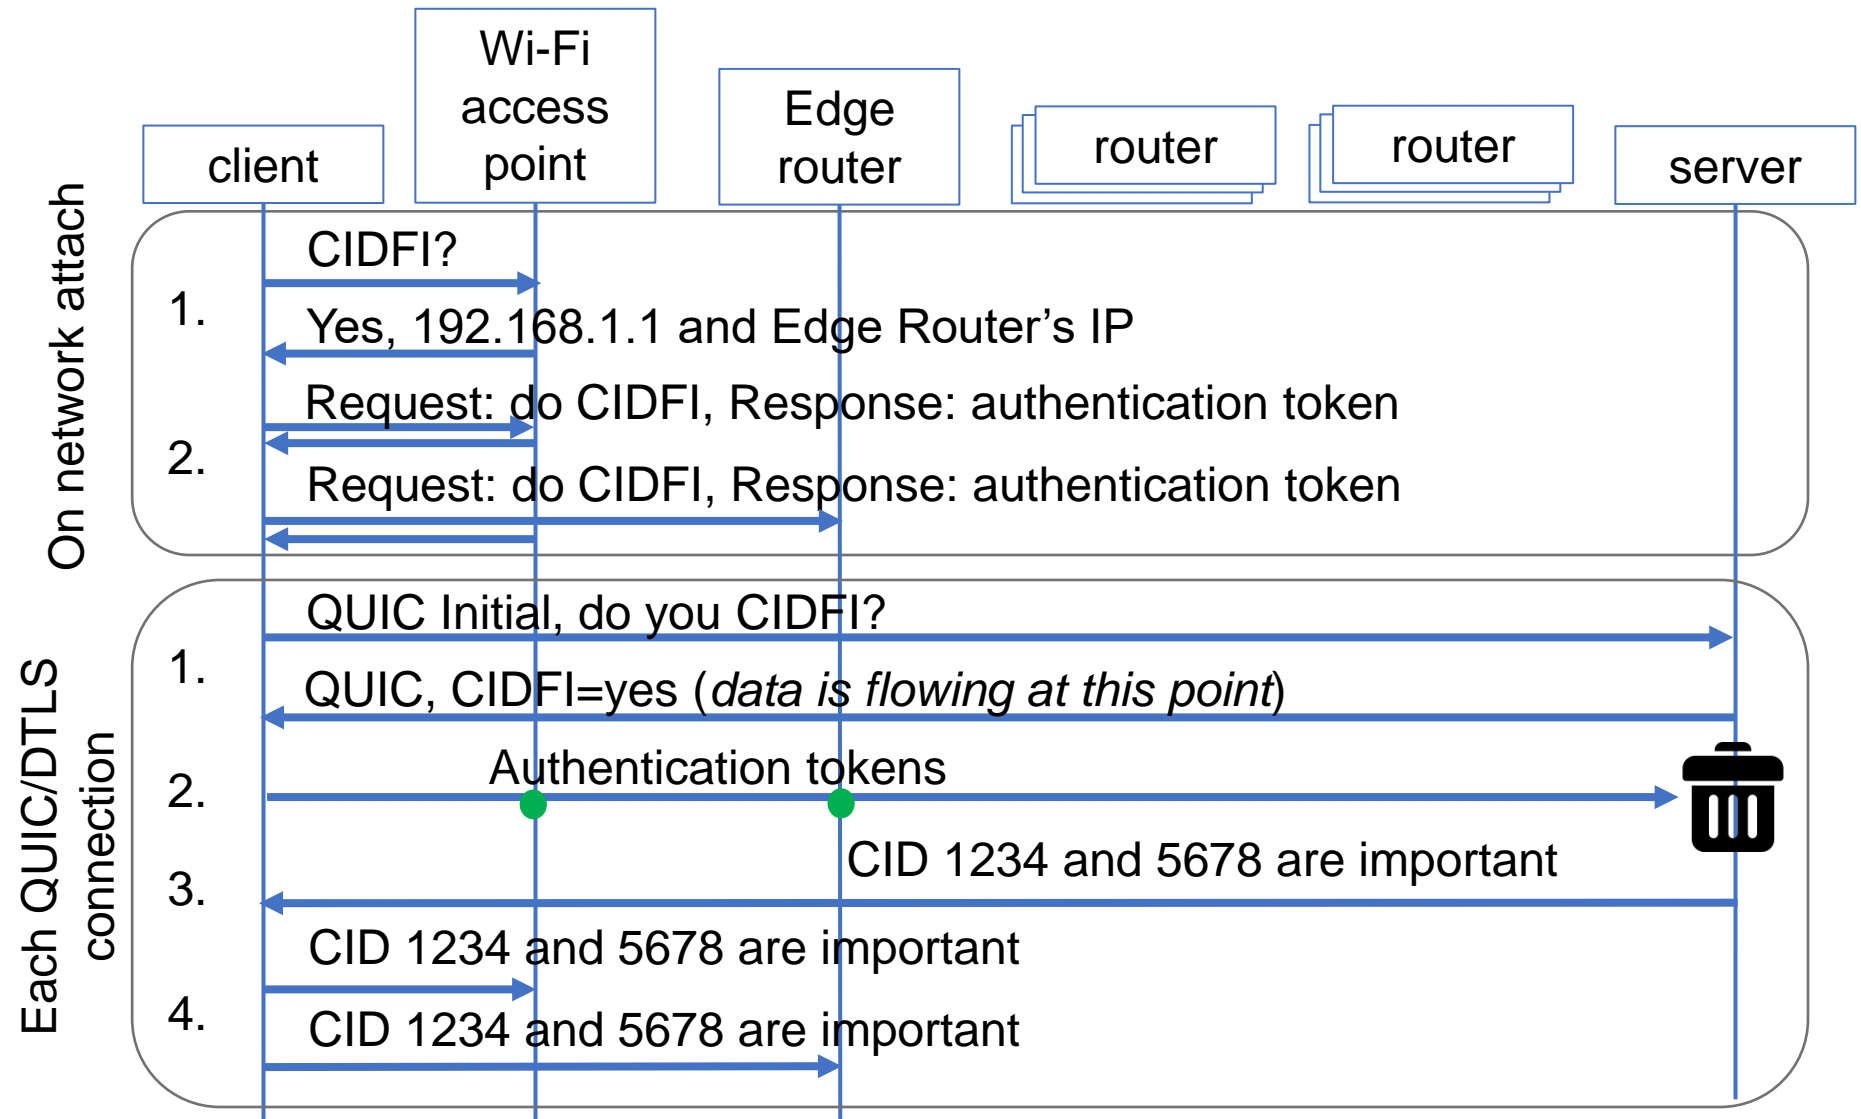 Wi-Fi
access
point
Edge
router
router
router
client
server
On network attach
CIDFI?
1.
Yes, 192.168.1.1 and Edge Router’s IP
Request: do CIDFI, Response: authentication token
2.
Request: do CIDFI, Response: authentication token
Each QUIC/DTLS
connection
QUIC Initial, do you CIDFI?
1.
QUIC, CIDFI=yes (data is flowing at this point)
Authentication tokens
2.
CID 1234 and 5678 are important
3.
CID 1234 and 5678 are important
4.
CID 1234 and 5678 are important